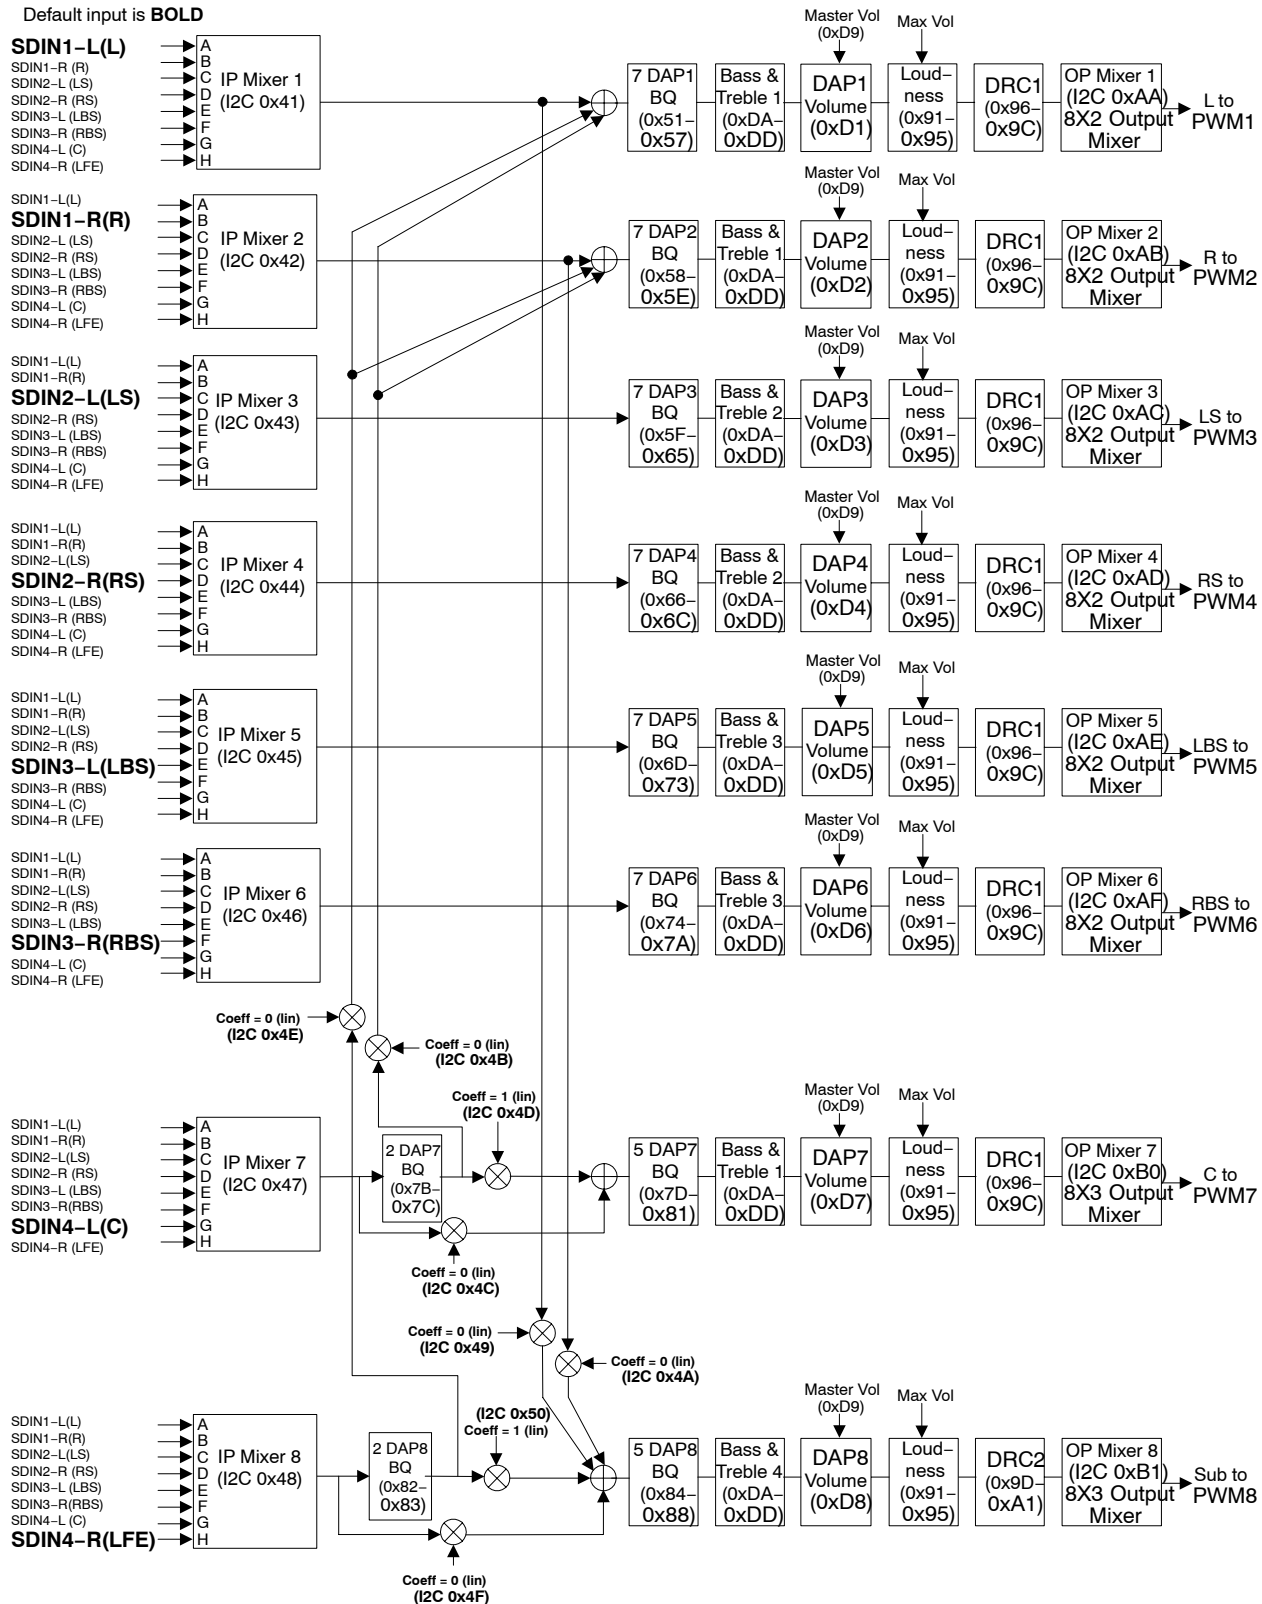 Default input is BOLD
SDIN1–L(L)
SDIN1–R (R)
SDIN2–L (LS)
SDIN2–R (RS)
SDIN3–L (LBS)
SDIN3–R (RBS)
SDIN4–L (C)
SDIN4–R (LFE)
A
B
C
D
E
F
G
H
IP Mixer 1
(I2C 0x41)
7 DAP1
BQ
(0x51–
0x57)
Bass &
Treble 1
(0xDA–
0xDD)
Master Vol
(0xD9)
DAP1
Volume
(0xD1)
Max Vol
Loud–
ness
(0x91–
0x95)
DRC1
(0x96–
0x9C)
OP Mixer 1
(I2C 0xAA)
8X2 Output
Mixer
L to
PWM1
SDIN1–L(L)
SDIN1–R(R)
SDIN2–L (LS)
SDIN2–R (RS)
SDIN3–L (LBS)
SDIN3–R (RBS)
SDIN4–L (C)
SDIN4–R (LFE)
A
B
C
D
E
F
G
H
IP Mixer 2
(I2C 0x42)
7 DAP2
BQ
(0x58–
0x5E)
Bass &
Treble 1
(0xDA–
0xDD)
Master Vol
(0xD9)
DAP2
Volume
(0xD2)
Max Vol
Loud–
ness
(0x91–
0x95)
DRC1
(0x96–
0x9C)
OP Mixer 2
(I2C 0xAB)
8X2 Output
Mixer
R to
PWM2
SDIN1–L(L)
SDIN1–R(R)
SDIN2–L(LS)
SDIN2–R (RS)
SDIN3–L (LBS)
SDIN3–R (RBS)
SDIN4–L (C)
SDIN4–R (LFE)
A
B
C
D
E
F
G
H
IP Mixer 3
(I2C 0x43)
7 DAP3
BQ
(0x5F–
0x65)
Bass &
Treble 2
(0xDA–
0xDD)
Master Vol
(0xD9)
DAP3
Volume
(0xD3)
Max Vol
Loud–
ness
(0x91–
0x95)
DRC1
(0x96–
0x9C)
OP Mixer 3
(I2C 0xAC)
8X2 Output
Mixer
LS to
PWM3
SDIN1–L(L)
SDIN1–R(R)
SDIN2–L(LS)
SDIN2–R(RS)
SDIN3–L (LBS)
SDIN3–R (RBS)
SDIN4–L (C)
SDIN4–R (LFE)
A
B
C
D
E
F
G
H
IP Mixer 4
(I2C 0x44)
7 DAP4
BQ
(0x66–
0x6C)
Bass &
Treble 2
(0xDA–
0xDD)
Master Vol
(0xD9)
DAP4
Volume
(0xD4)
Max Vol
Loud–
ness
(0x91–
0x95)
DRC1
(0x96–
0x9C)
OP Mixer 4
(I2C 0xAD)
8X2 Output
Mixer
RS to
PWM4
SDIN1–L(L)
SDIN1–R(R)
SDIN2–L(LS)
SDIN2–R (RS)
SDIN3–L(LBS)
SDIN3–R (RBS)
SDIN4–L (C)
SDIN4–R (LFE)
A
B
C
D
E
F
G
H
IP Mixer 5
(I2C 0x45)
7 DAP5
BQ
(0x6D–
0x73)
Bass &
Treble 3
(0xDA–
0xDD)
Master Vol
(0xD9)
DAP5
Volume
(0xD5)
Max Vol
Loud–
ness
(0x91–
0x95)
DRC1
(0x96–
0x9C)
OP Mixer 5
(I2C 0xAE)
8X2 Output
Mixer
LBS to
PWM5
SDIN1–L(L)
SDIN1–R(R)
SDIN2–L(LS)
SDIN2–R (RS)
SDIN3–L (LBS)
SDIN3–R(RBS)
SDIN4–L (C)
SDIN4–R (LFE)
A
B
C
D
E
F
G
H
IP Mixer 6
(I2C 0x46)
7 DAP6
BQ
(0x74–
0x7A)
Bass &
Treble 3
(0xDA–
0xDD)
Master Vol
(0xD9)
DAP6
Volume
(0xD6)
Max Vol
Loud–
ness
(0x91–
0x95)
DRC1
(0x96–
0x9C)
OP Mixer 6
(I2C 0xAF)
8X2 Output
Mixer
RBS to
PWM6
Coeff = 0 (lin)
(I2C 0x4E)
Coeff = 0 (lin)
(I2C 0x4B)
Coeff = 1 (lin)
(I2C 0x4D)
SDIN1–L(L)
SDIN1–R(R)
SDIN2–L(LS)
SDIN2–R (RS)
SDIN3–L (LBS)
SDIN3–R(RBS)
SDIN4–L(C)
SDIN4–R (LFE)
A
B
C
D
E
F
G
H
IP Mixer 7
(I2C 0x47)
2 DAP7
BQ
(0x7B–
0x7C)
5 DAP7
BQ
(0x7D–
0x81)
Bass &
Treble 1
(0xDA–
0xDD)
Master Vol
(0xD9)
DAP7
Volume
(0xD7)
Max Vol
Loud–
ness
(0x91–
0x95)
DRC1
(0x96–
0x9C)
OP Mixer 7
(I2C 0xB0)
8X3 Output
Mixer
C to
PWM7
Coeff = 0 (lin)
(I2C 0x4C)
Coeff = 0 (lin)
(I2C 0x49)
Coeff = 0 (lin)
(I2C 0x4A)
(I2C 0x50)
Coeff = 1 (lin)
SDIN1–L(L)
SDIN1–R(R)
SDIN2–L(LS)
SDIN2–R (RS)
SDIN3–L (LBS)
SDIN3–R(RBS)
SDIN4–L (C)
SDIN4–R(LFE)
A
B
C
D
E
F
G
H
IP Mixer 8
(I2C 0x48)
2 DAP8
BQ
(0x82–
0x83)
5 DAP8
BQ
(0x84–
0x88)
Bass &
Treble 4
(0xDA–
0xDD)
Master Vol
(0xD9)
DAP8
Volume
(0xD8)
Max Vol
Loud–
ness
(0x91–
0x95)
DRC2
(0x9D–
0xA1)
OP Mixer 8
(I2C 0xB1)
8X3 Output
Mixer
Sub to
PWM8
Coeff = 0 (lin)
(I2C 0x4F)